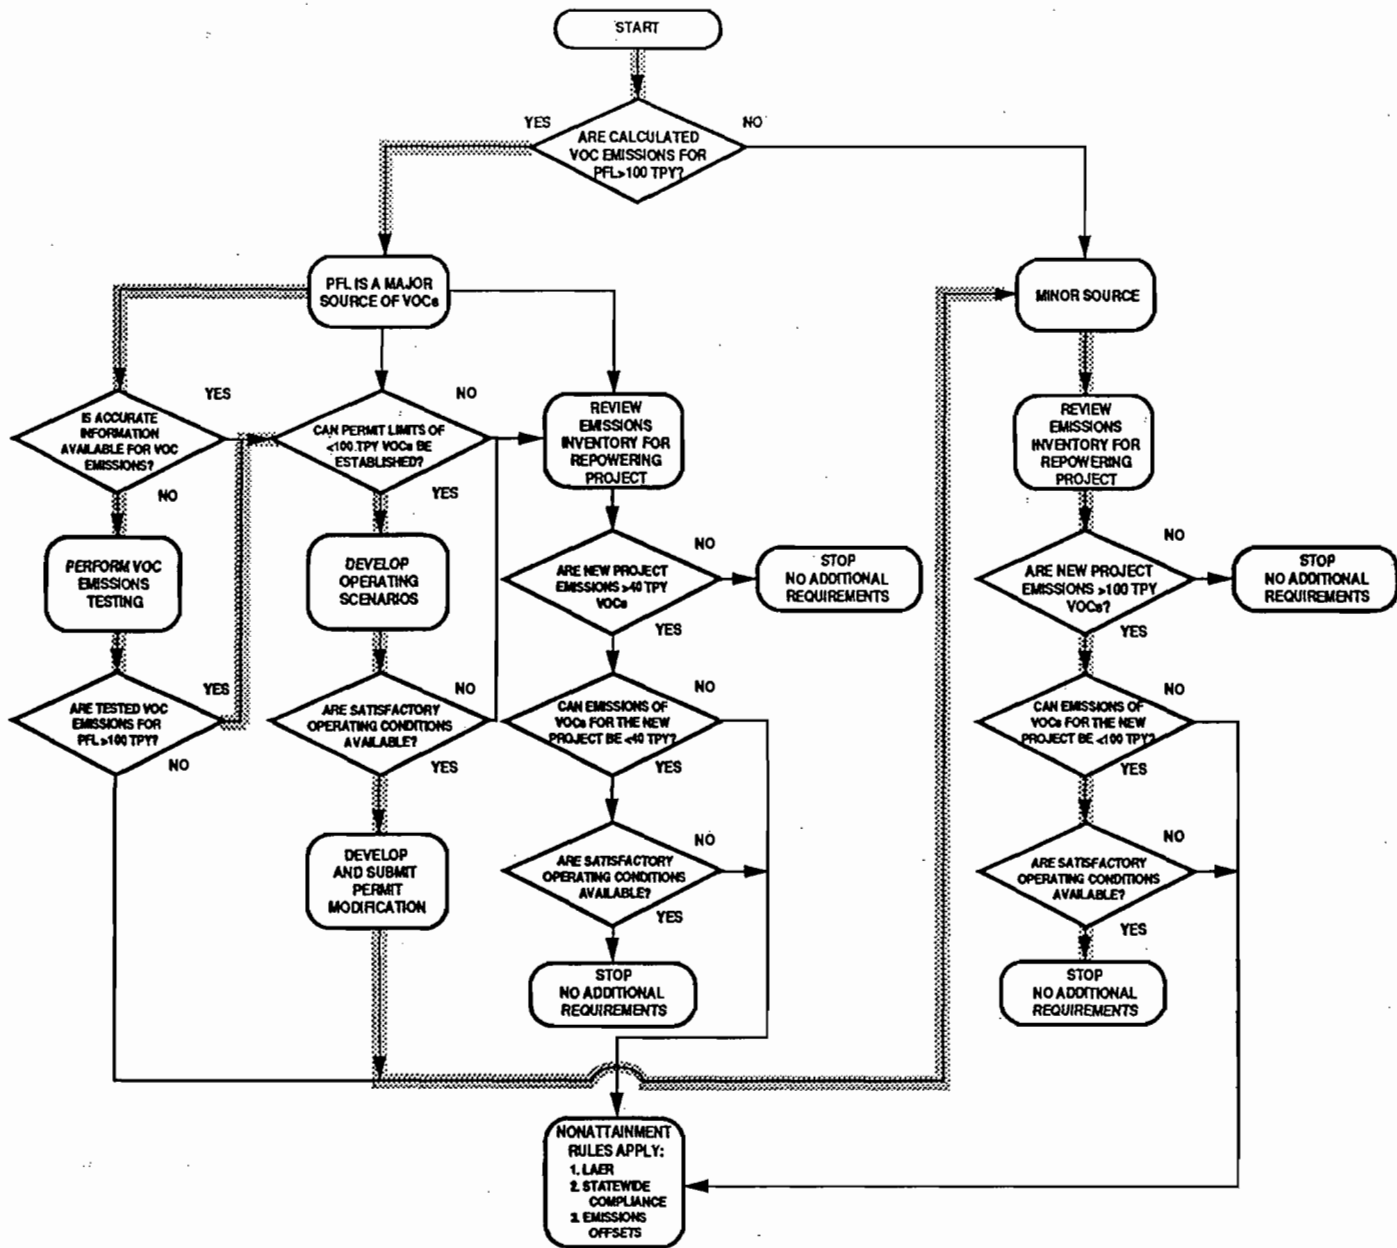 START
YES
NO
ARE CALCULATED
VOC EMISSIONS FOR
PFL>100 TPY?
PFL IS A MAJOR
SOURCE OF VOCs
MINOR SOURCE
YES
IS ACCURATE
INFORMATION
AVAILABLE FOR VOC
EMISSIONS?
NO
NO
CAN PERMIT LIMITS OF
<100 TPY VOCs BE
ESTABLISHED?
YES
REVIEW
EMISSIONS
INVENTORY FOR
REPOWERING
PROJECT
REVIEW
EMISSIONS
INVENTORY FOR
REPOWERING
PROJECT
PERFORM VOC
EMISSIONS
TESTING
DEVELOP
OPERATING
SCENARIOS
NO
ARE NEW PROJECT
EMISSIONS >40 TPY
VOCs
YES
STOP
NO ADDITIONAL
REQUIREMENTS
NO
ARE NEW PROJECT
EMISSIONS >100 TPY
VOCs?
YES
STOP
NO ADDITIONAL
REQUIREMENTS
YES
ARE TESTED VOC
EMISSIONS FOR
PFL>100 TPY?
NO
NO
ARE SATISFACTORY
OPERATING CONDITIONS
AVAILABLE?
YES
NO
CAN EMISSIONS OF
VOCs FOR THE NEW
PROJECT BE <40 TPY?
YES
NO
CAN EMISSIONS OF
VOCs FOR THE NEW
PROJECT BE <100 TPY?
YES
DEVELOP
AND SUBMIT
PERMIT
MODIFICATION
NO
ARE SATISFACTORY
OPERATING CONDITIONS
AVAILABLE?
YES
NO
ARE SATISFACTORY
OPERATING CONDITIONS
AVAILABLE?
YES
STOP
NO ADDITIONAL
REQUIREMENTS
STOP
NO ADDITIONAL
REQUIREMENTS
NONATTAINMENT
RULES APPLY:
1. LAER
2. STATEWIDE
COMPLIANCE
3. EMISSIONS
OFFSETS